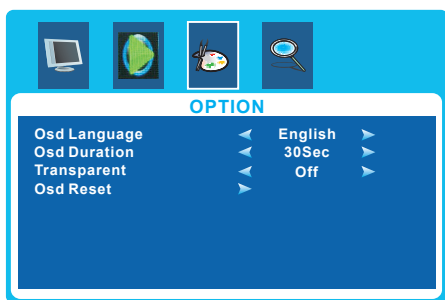 OPTION
Osd Language English
Osd Duration 30Sec
Transparent Off
Osd Reset